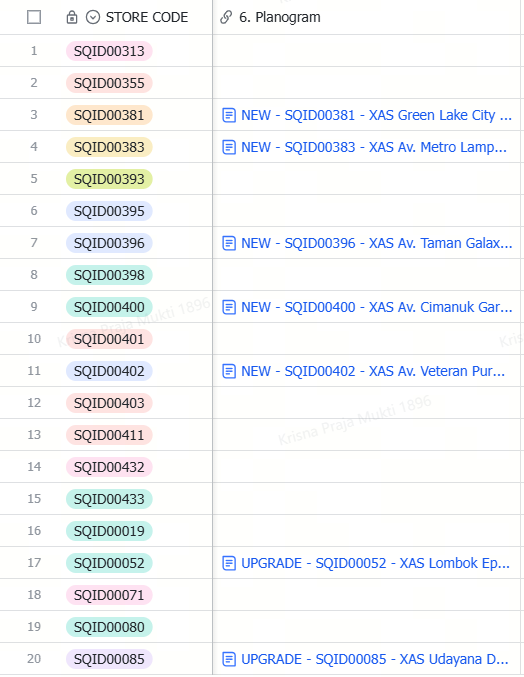 STORE CODE 6. Planogram
1 SQID00313
2 SQID00355
3 SQID00381 NEW - SQID00381 - XAS Green Lake City ...
4 SQID00383 NEW - SQID00383 - XAS Av. Metro Lamp...
5 SQID00393
6 SQID00395
7 SQID00396 NEW - SQID00396 - XAS Av. Taman Galax...
8 SQID00398
9 SQID00400 NEW - SQID00400 - XAS Av. Cimanuk Gar...
10 SQID00401
11 SQID00402 NEW - SQID00402 - XAS Av. Veteran Pur...
12 SQID00403
Krisna Praja Mukti 1896
13 SQID00411
14 SQID00432
15 SQID00433
16 SQID00019
17 SQID00052 UPGRADE - SQID00052 - XAS Lombok Ep...
18 SQID00071
19 SQID00080
20 SQID00085 UPGRADE - SQID00085 - XAS Udayana D...